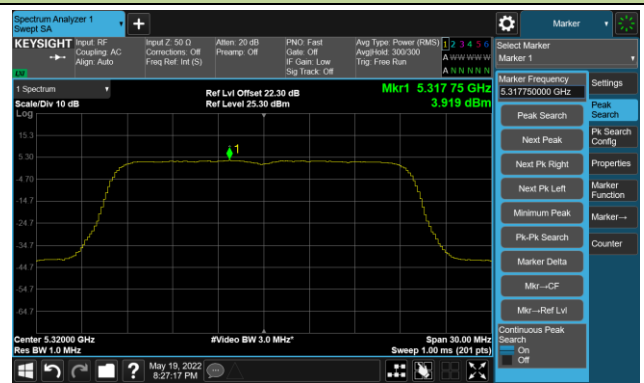 Spectrum Analyzer 1
Swept SA
Marker
KEYSIGHT
Input: RF
Coupling: AC
Align: Auto
Input Z: 50 Ω
Corrections: Off
Freq Ref: Int (S)
Atten: 20 dB
Preamp: Off
PNO: Fast
Gate: Off
IF Gain: Low
Sig Track: Off
Avg Type: Power (RMS)
Avg|Hold: 300/300
Trig: Free Run
1 2 3 4 5 6
A W W W W W
A N N N N N
LXI
Select Marker
Marker 1
1 Spectrum
Scale/Div 10 dB
Log
Ref Lvl Offset 22.30 dB
Ref Level 25.30 dBm
Mkr1 5.317 75 GHz
3.919 dBm
15.3
5.30
-4.70
-14.7
-24.7
-34.7
-44.7
-54.7
-64.7
1
Center 5.32000 GHz
Res BW 1.0 MHz
#Video BW 3.0 MHz*
Span 30.00 MHz
Sweep 1.00 ms (201 pts)
Marker Frequency
5.317750000 GHz
Peak Search
Next Peak
Next Pk Right
Next Pk Left
Minimum Peak
Pk-Pk Search
Marker Delta
Mkr→CF
Mkr→Ref Lvl
Continuous Peak
Search
On
Off
Settings
Peak
Search
Pk Search
Config
Properties
Marker
Function
Marker→
Counter
?
May 19, 2022
8:27:17 PM